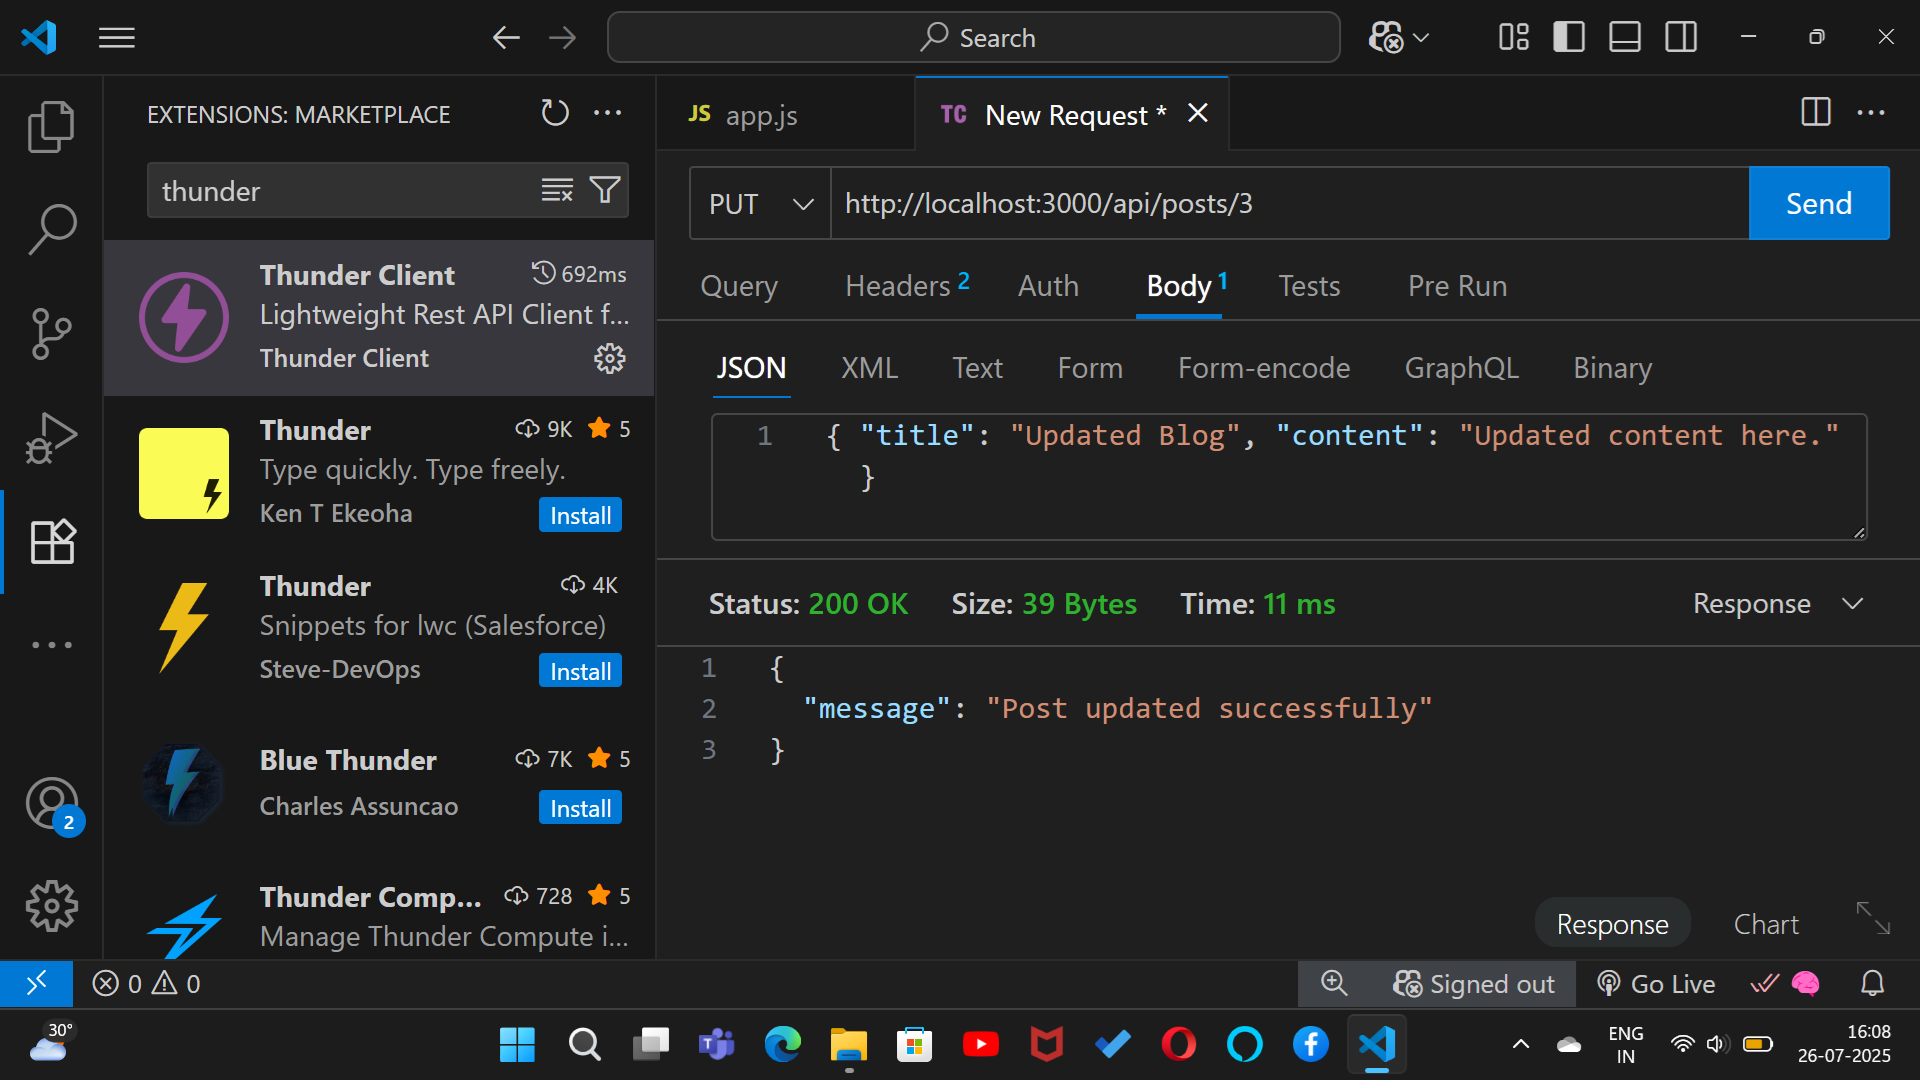 Search
EXTENSIONS: MARKETPLACE
thunder
Thunder Client 692ms
Lightweight Rest API Client f...
Thunder Client
Thunder 9K 5
Type quickly. Type freely.
Ken T Ekeoha Install
Thunder 4K
Snippets for lwc (Salesforce)
Steve-DevOps Install
Blue Thunder 7K 5
Charles Assuncao Install
Thunder Comp... 728 5
Manage Thunder Compute i...
JS app.js
TC New Request *
PUT http://localhost:3000/api/posts/3 Send
Query Headers 2 Auth Body 1 Tests Pre Run
JSON XML Text Form Form-encode GraphQL Binary
1 { "title": "Updated Blog", "content": "Updated content here."
}
Status: 200 OK Size: 39 Bytes Time: 11 ms Response
1 {
2 "message": "Post updated successfully"
3 }
Response Chart
2
0 0 Signed out Go Live
30°
ENG
IN
16:08
26-07-2025